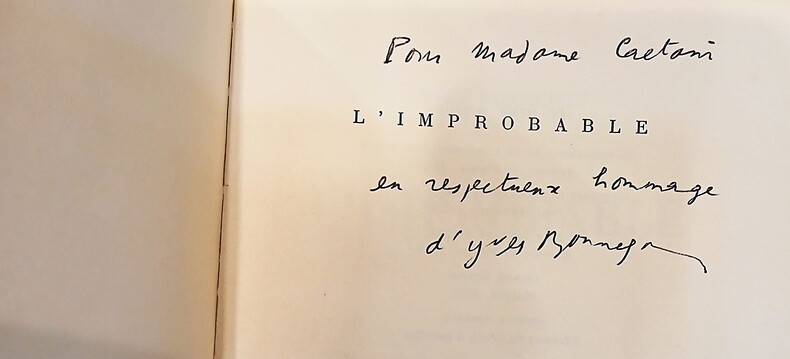 Pour Madame Caetani
L'IMPROBABLE
en respectueux hommage
d'Yves Bonnefoy